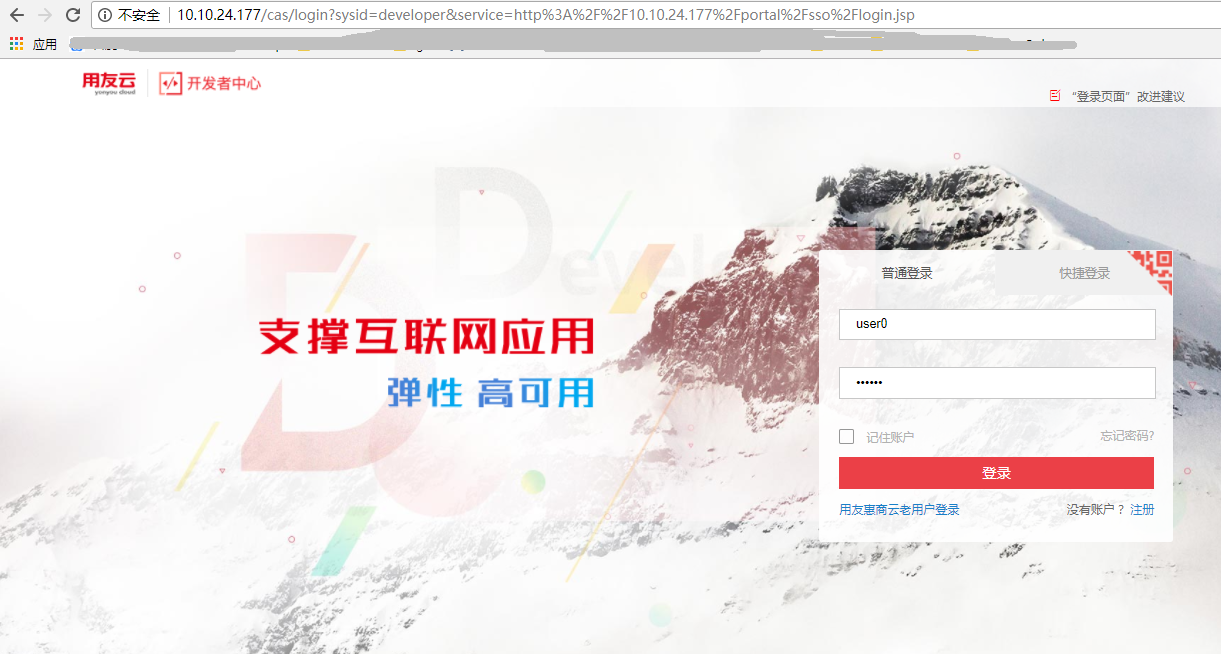 不安全 10.10.24.177/cas/login?sysid=developer&service=http%3A%2F%2F10.10.24.177%2Fportal%2Fsso%2Flogin.jsp
应用
用友云 yonyou cloud 开发者中心
“登录页面”改进建议
Developer
普通登录 快捷登录
user0
支撑互联网应用
弹性 高可用
••••••
记住账户 忘记密码?
登录
用友惠商云老用户登录 没有账户？注册